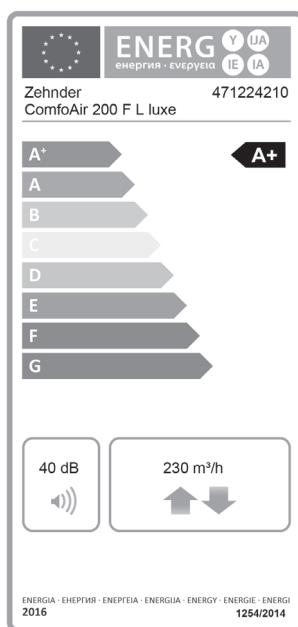 ENERG Y IJA
енергия · ενεργεια IE IA
Zehnder 471224210
ComfoAir 200 F L luxe
A+ A+
A
B
C
D
E
F
G
40 dB 230 m³/h
ENERGIA · ЕНЕРГИЯ · ΕΝΕΡΓΕΙΑ · ENERGIJA · ENERGY · ENERGIE · ENERGI
2016 1254/2014